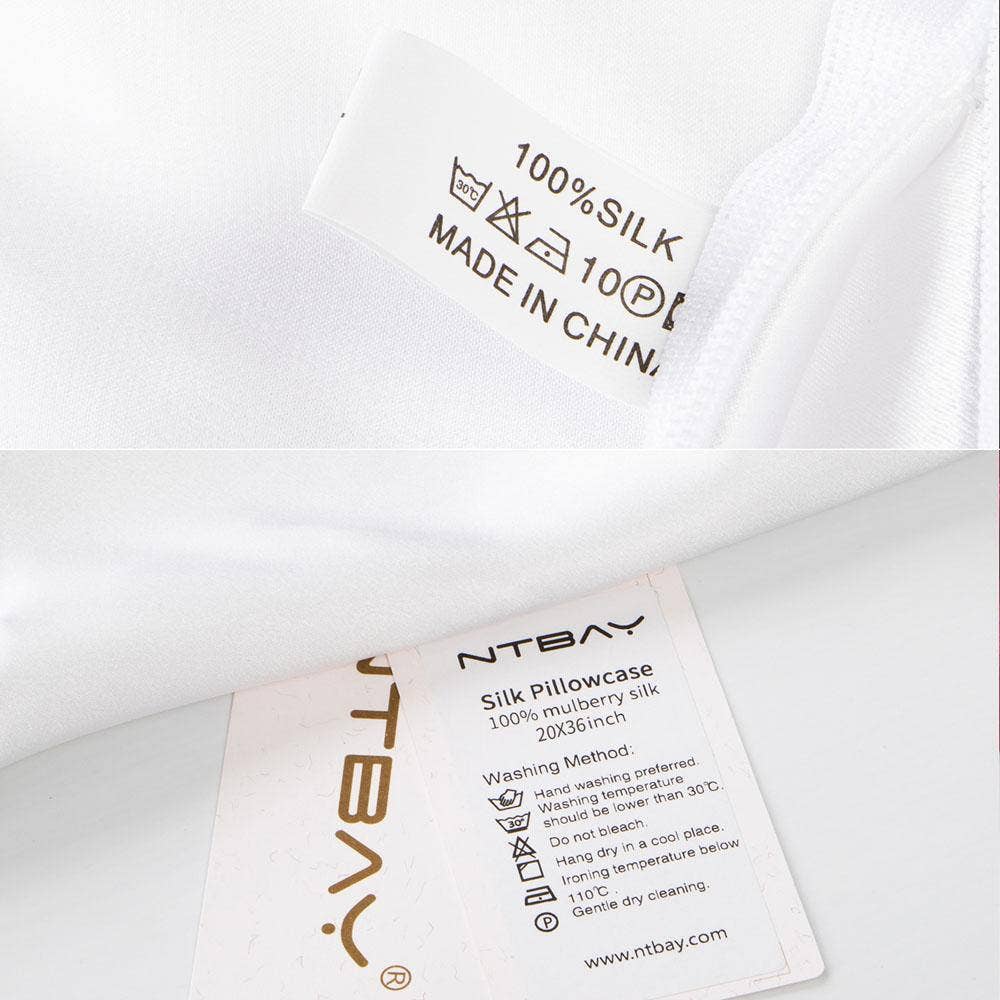 100%SILK
30℃ 10 P
MADE IN CHINA
NTBAY
Silk Pillowcase
100% mulberry silk
20X36inch
Washing Method:
Hand washing preferred.
Washing temperature
should be lower than 30℃.
30°
Do not bleach.
Hang dry in a cool place.
Ironing temperature below
110℃.
Gentle dry cleaning.
P
www.ntbay.com
NTBAY®